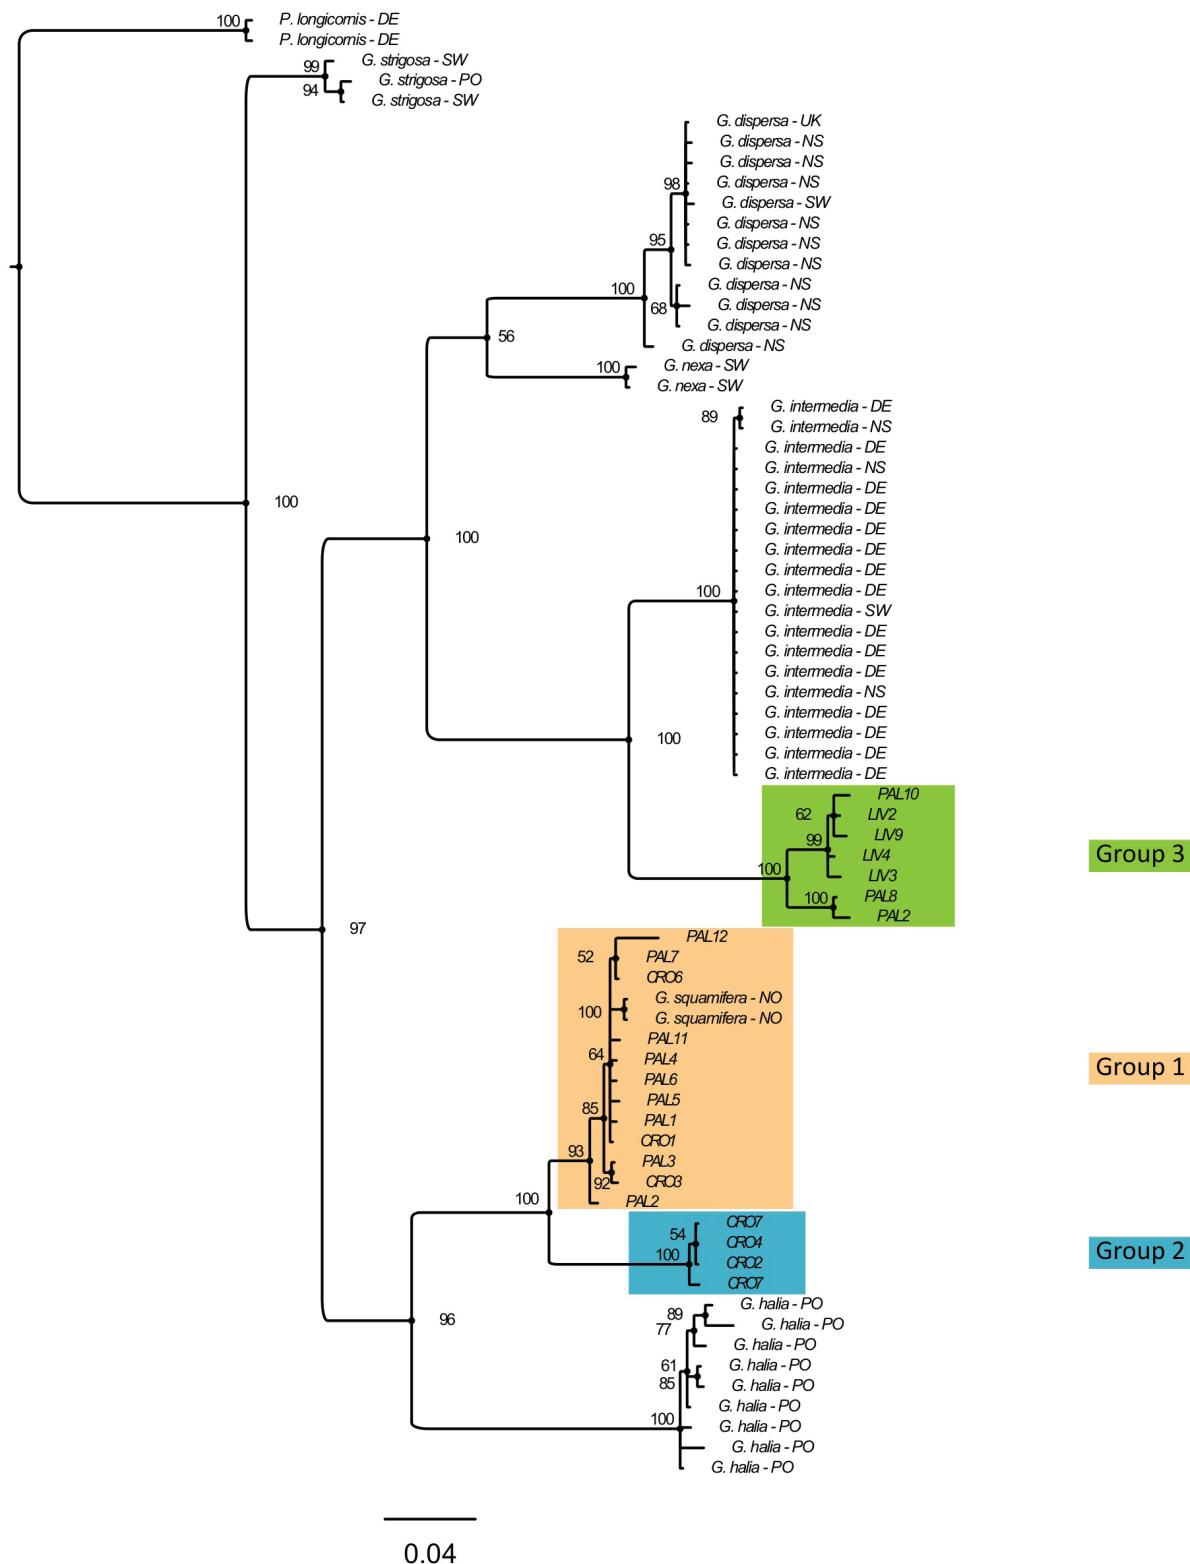 100
P. longicornis - DE
P. longicornis - DE
G. strigosa - SW
99
G. strigosa - PO
94
G. strigosa - SW
G. dispersa - UK
G. dispersa - NS
G. dispersa - NS
98
G. dispersa - NS
G. dispersa - SW
G. dispersa - NS
95
G. dispersa - NS
G. dispersa - NS
100
G. dispersa - NS
68
G. dispersa - NS
G. dispersa - NS
56
G. dispersa - NS
100
G. nexa - SW
G. nexa - SW
G. intermedia - DE
89
G. intermedia - NS
G. intermedia - DE
G. intermedia - NS
G. intermedia - DE
100
G. intermedia - DE
G. intermedia - DE
100
G. intermedia - DE
G. intermedia - DE
100
G. intermedia - DE
G. intermedia - SW
G. intermedia - DE
G. intermedia - DE
G. intermedia - DE
G. intermedia - NS
G. intermedia - DE
100
G. intermedia - DE
G. intermedia - DE
G. intermedia - DE
PAL10
62
LIV2
LIV9
99
LIV4
Group 3
100
LIV3
100
PAL8
PAL2
97
PAL12
52
PAL7
CRO6
G. squamifera - NO
100
G. squamifera - NO
PAL11
64
PAL4
Group 1
PAL6
85
PAL5
PAL1
CRO1
93
PAL3
92
CRO3
100
PAL2
CRO7
54
CRO4
Group 2
100
CRO2
CRO7
G. halia - PO
89
96
G. halia - PO
77
G. halia - PO
61
G. halia - PO
85
G. halia - PO
G. halia - PO
100
G. halia - PO
G. halia - PO
G. halia - PO
0.04